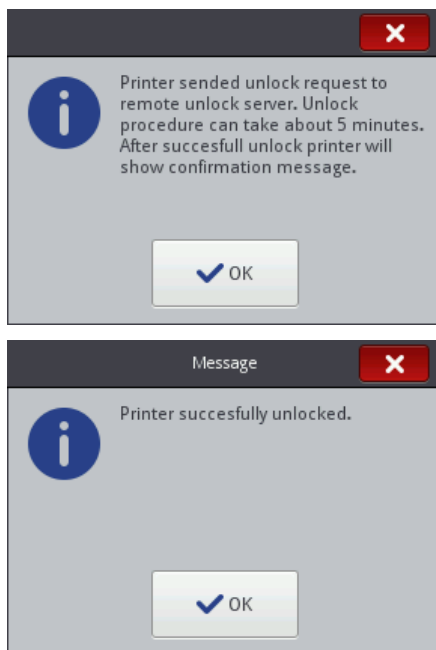 Printer sended unlock request to
remote unlock server. Unlock
procedure can take about 5 minutes.
After succesfull unlock printer will
show confirmation message.
OK
Message
Printer succesfully unlocked.
OK